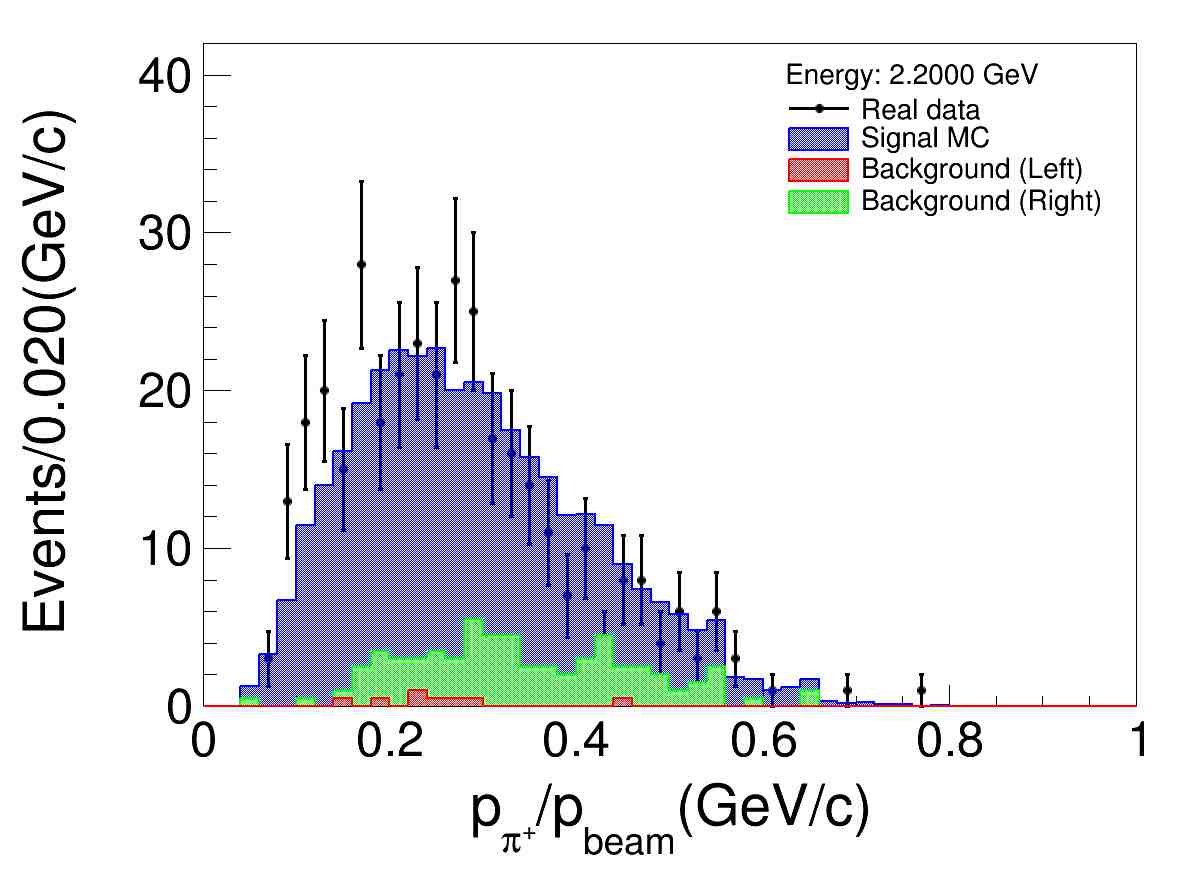 Energy: 2.2000 GeV
Real data
Signal MC
Background (Left)
Background (Right)
Events/0.020(GeV/c)
40
30
20
10
0
0 0.2 0.4 0.6 0.8 1
pπ+/pbeam(GeV/c)